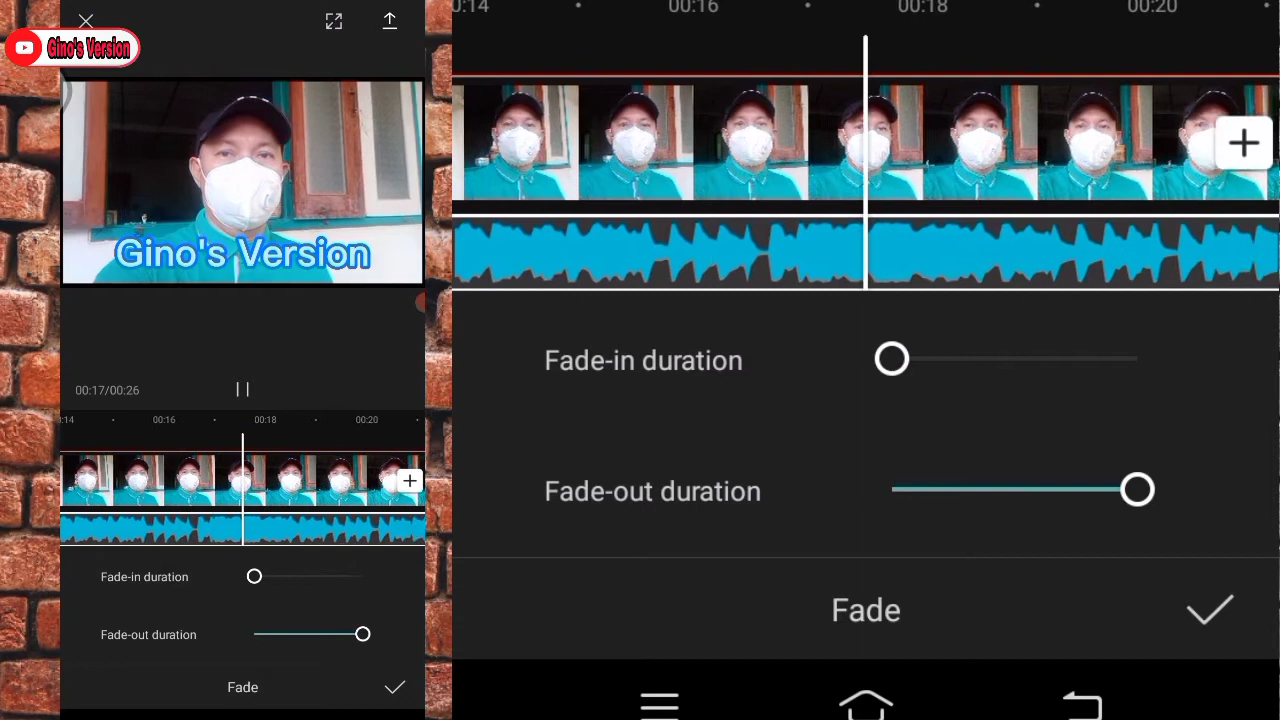 Gino's Version
Gino's Version
00:17/00:26
:14 00:16 00:18 00:20
Fade-in duration
Fade-out duration
Fade
0:14 00:16 00:18 00:20
Fade-in duration
Fade-out duration
Fade